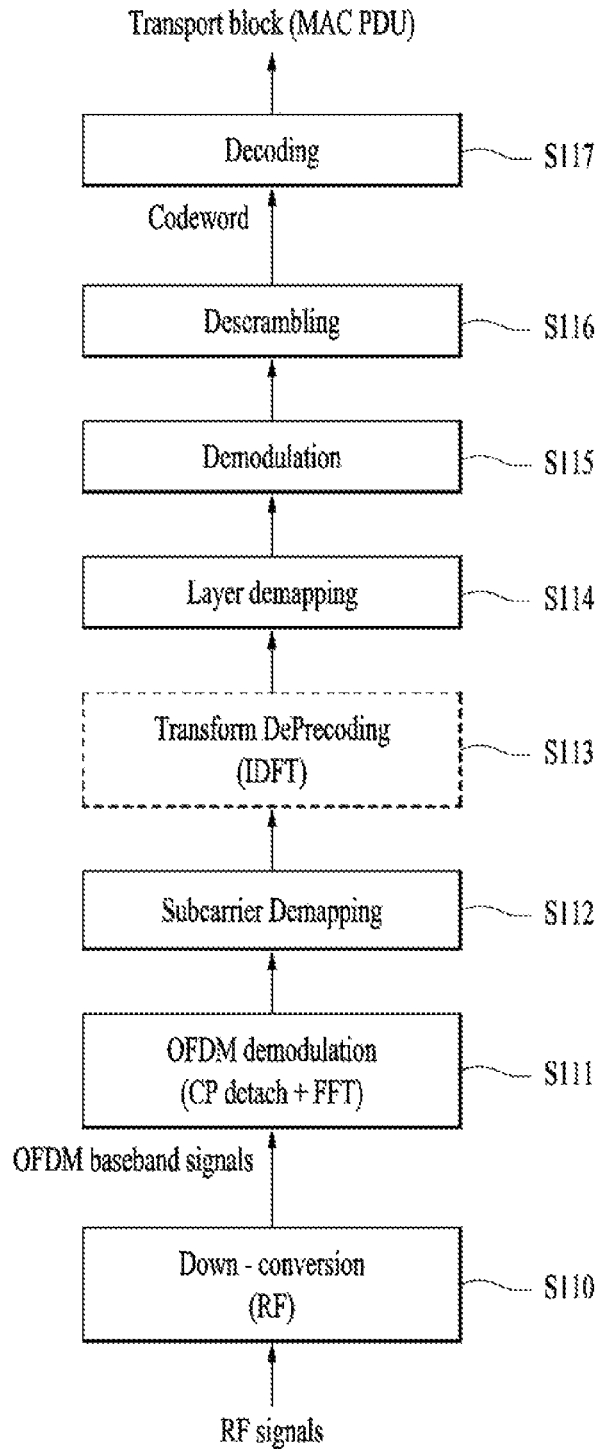 Transport block (MAC PDU)
Decoding
S117
Codeword
Descrambling
S116
Demodulation
S115
Layer demapping
S114
Transform DePrecoding
(IDFT)
S113
Subcarrier Demapping
S112
OFDM demodulation
(CP detach + FFT)
S111
OFDM baseband signals
Down - conversion
(RF)
S110
RF signals